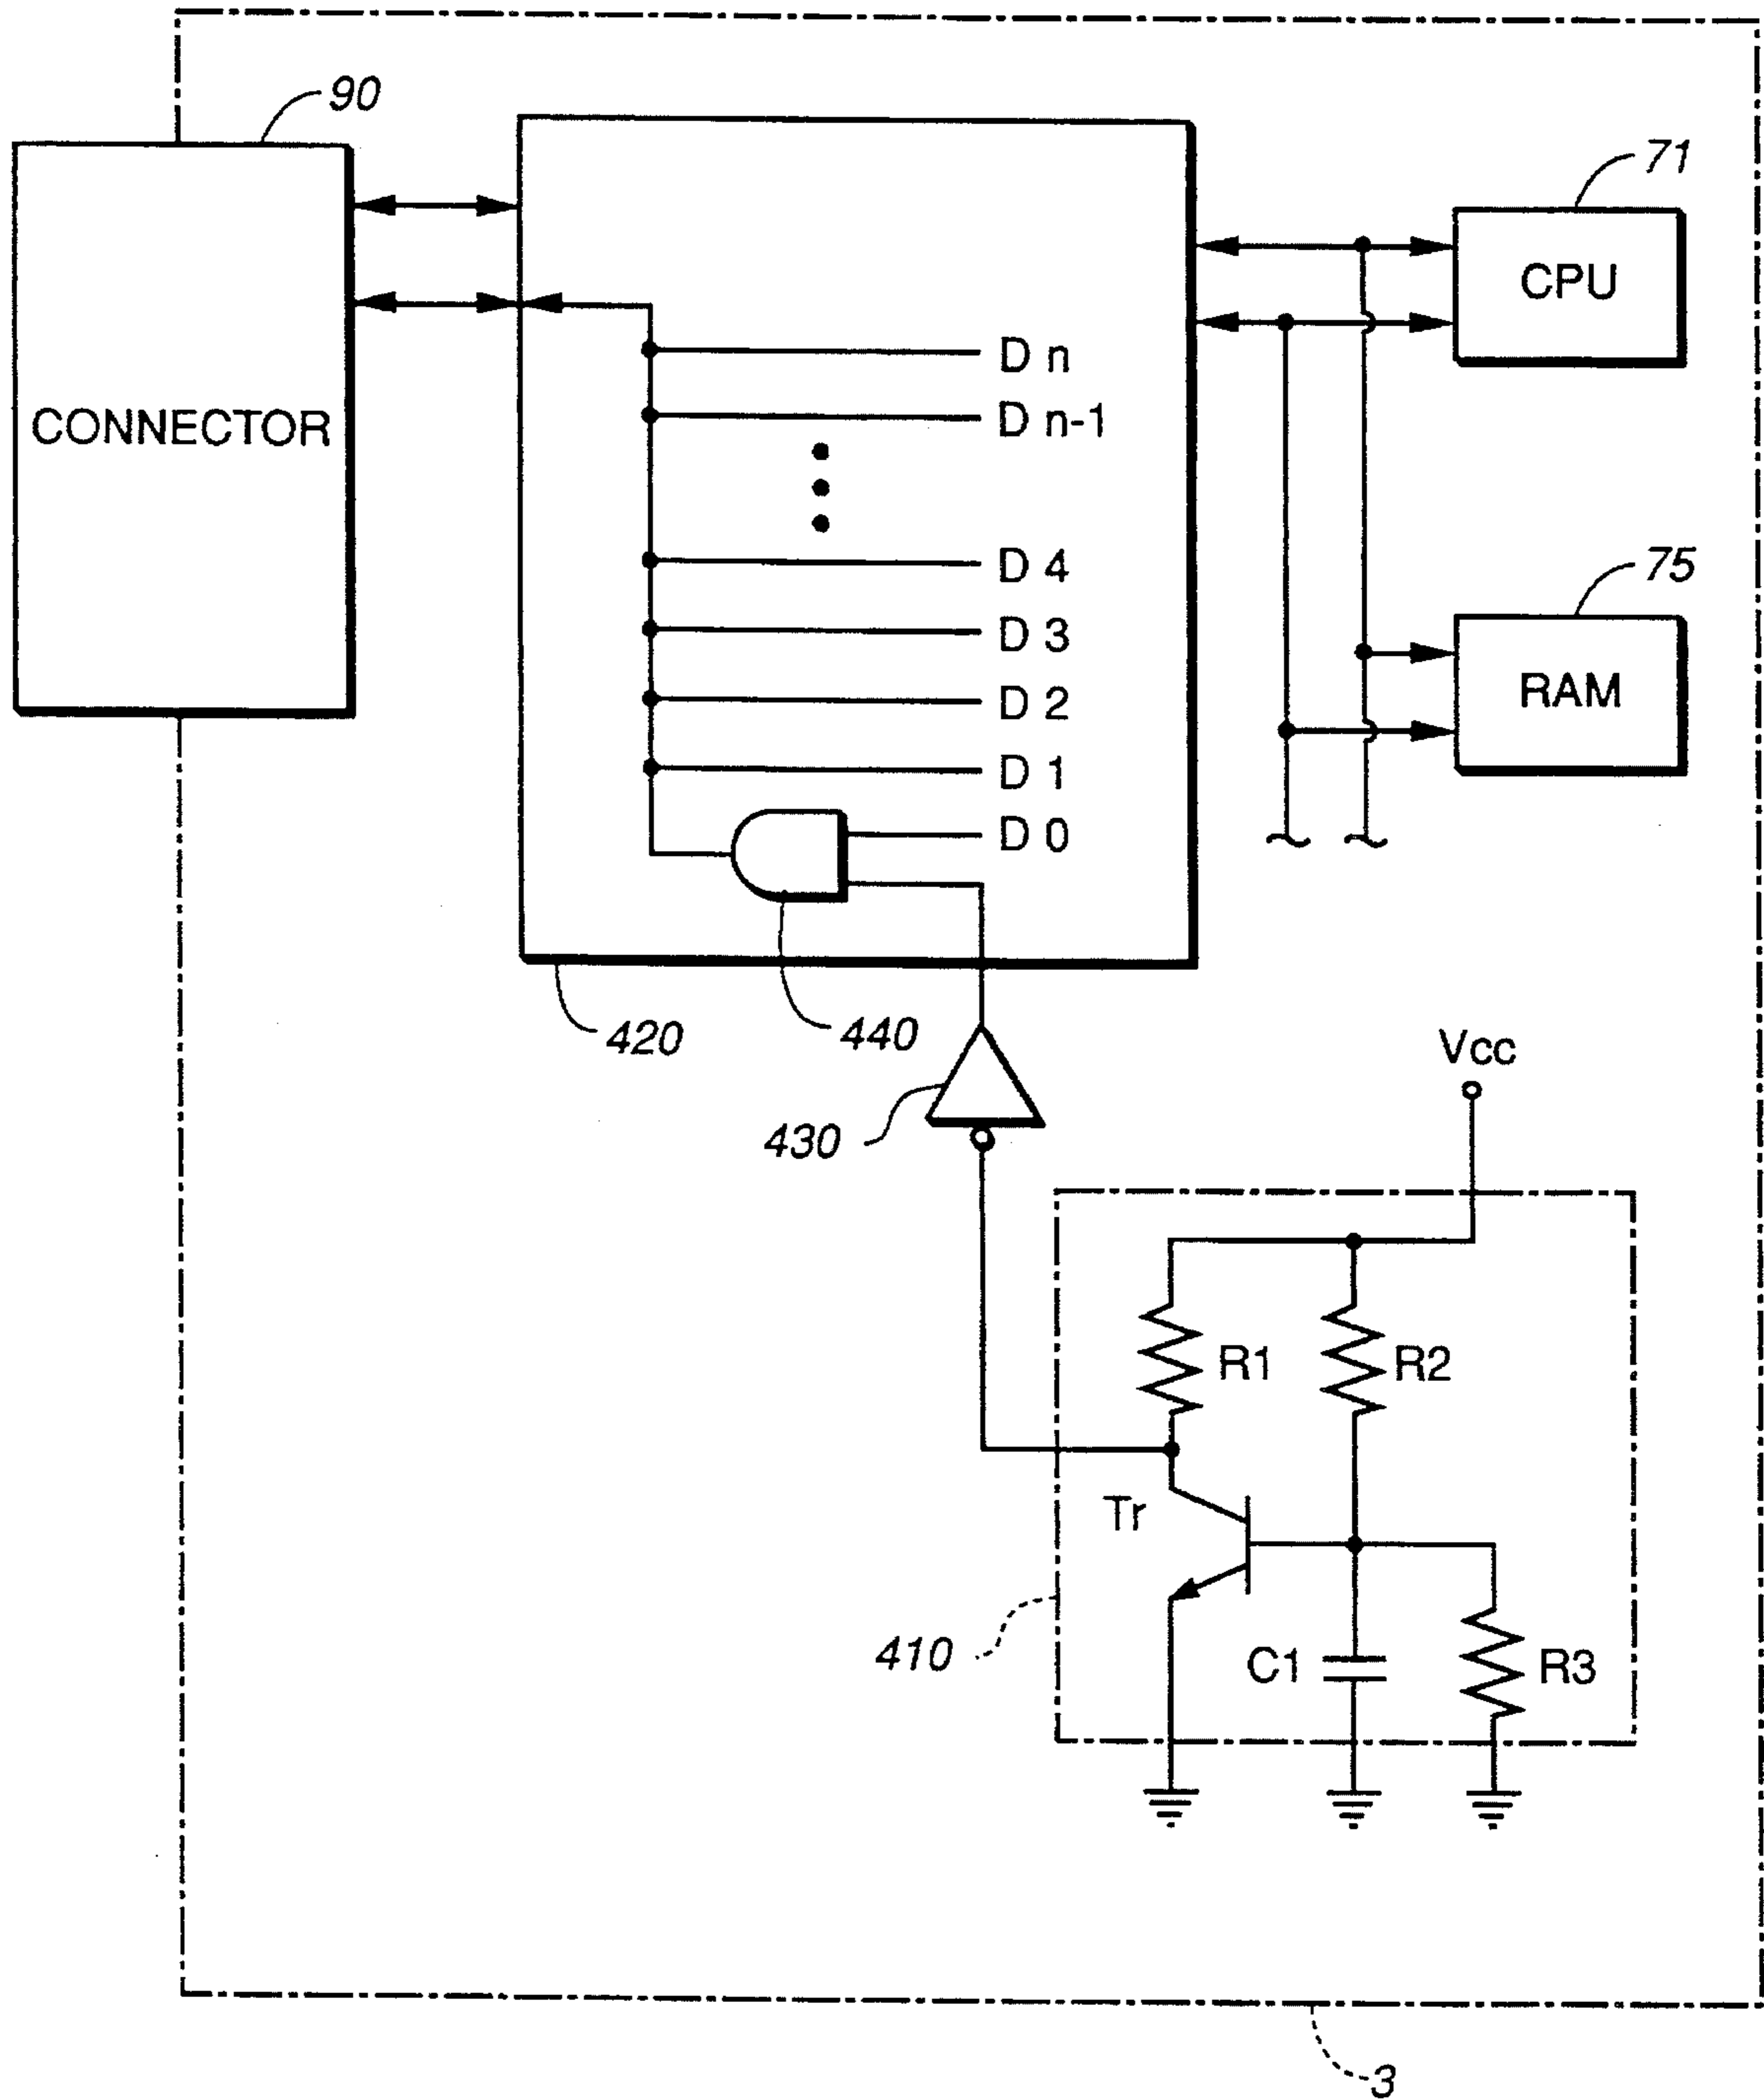 90
71
CPU
CONNECTOR
D n
D n-1
D 4
D 3
D 2
D 1
D 0
75
RAM
420
440
430
Vcc
R1
R2
Tr
410
C1
R3
3